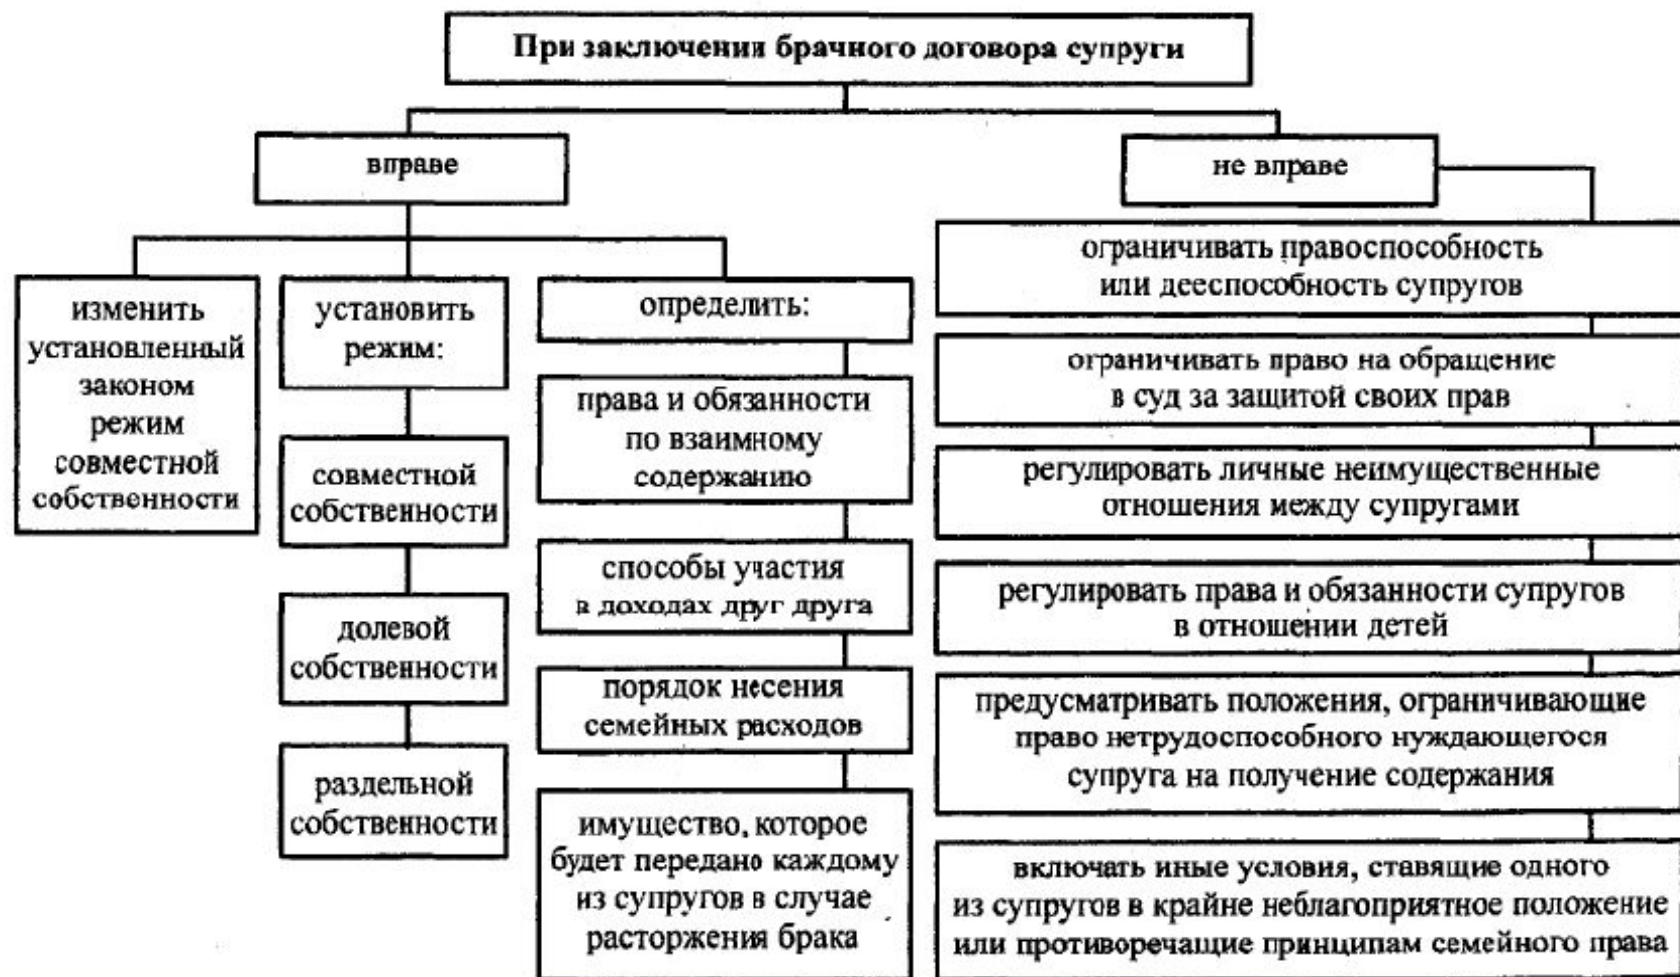 При заключении брачного договора супруги
вправе
изменить
установленный
законом
режим
совместной
собственности
установить
режим:
совместной
собственности
долевой
собственности
раздельной
собственности
определить:
права и обязанности
по взаимному
содержанию
способы участия
в доходах друг друга
порядок несения
семейных расходов
имущество, которое
будет передано каждому
из супругов в случае
расторжения брака
не вправе
ограничивать правоспособность
или дееспособность супругов
ограничивать право на обращение
в суд за защитой своих прав
регулировать личные неимущественные
отношения между супругами
регулировать права и обязанности супругов
в отношении детей
предусматривать положения, ограничивающие
право нетрудоспособного нуждающегося
супруга на получение содержания
включать иные условия, ставящие одного
из супругов в крайне неблагоприятное положение
или противоречащие принципам семейного права